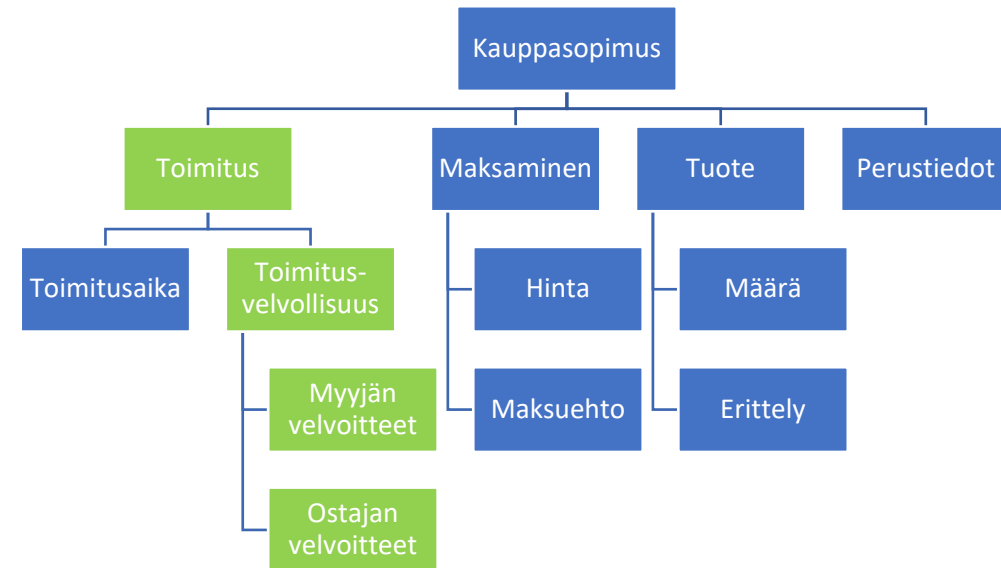 Kauppasopimus
Toimitus
Maksaminen
Tuote
Perustiedot
Toimitusaika
Toimitus-
velvollisuus
Hinta
Määrä
Myyjän
velvoitteet
Maksuehto
Erittely
Ostajan
velvoitteet